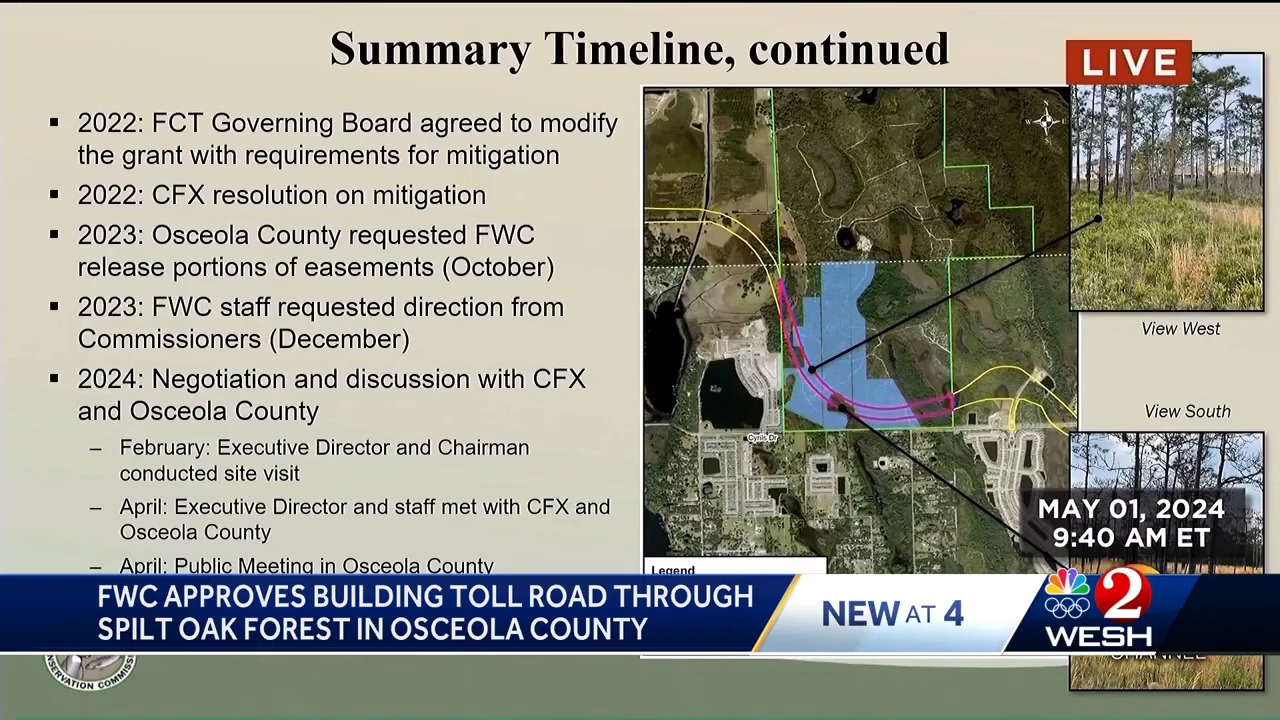 Summary Timeline, continued
LIVE
▪ 2022: FCT Governing Board agreed to modify
the grant with requirements for mitigation
▪ 2022: CFX resolution on mitigation
▪ 2023: Osceola County requested FWC
release portions of easements (October)
▪ 2023: FWC staff requested direction from
Commissioners (December)
▪ 2024: Negotiation and discussion with CFX
and Osceola County
– February: Executive Director and Chairman
conducted site visit
– April: Executive Director and staff met with CFX and
Osceola County
– April: Public Meeting in Osceola County
N
W
E
Cyrils Dr
Legend
View West
View South
MAY 01, 2024
9:40 AM ET
FWC APPROVES BUILDING TOLL ROAD THROUGH
SPILT OAK FOREST IN OSCEOLA COUNTY
NEW AT 4
2
WESH
CHANNEL